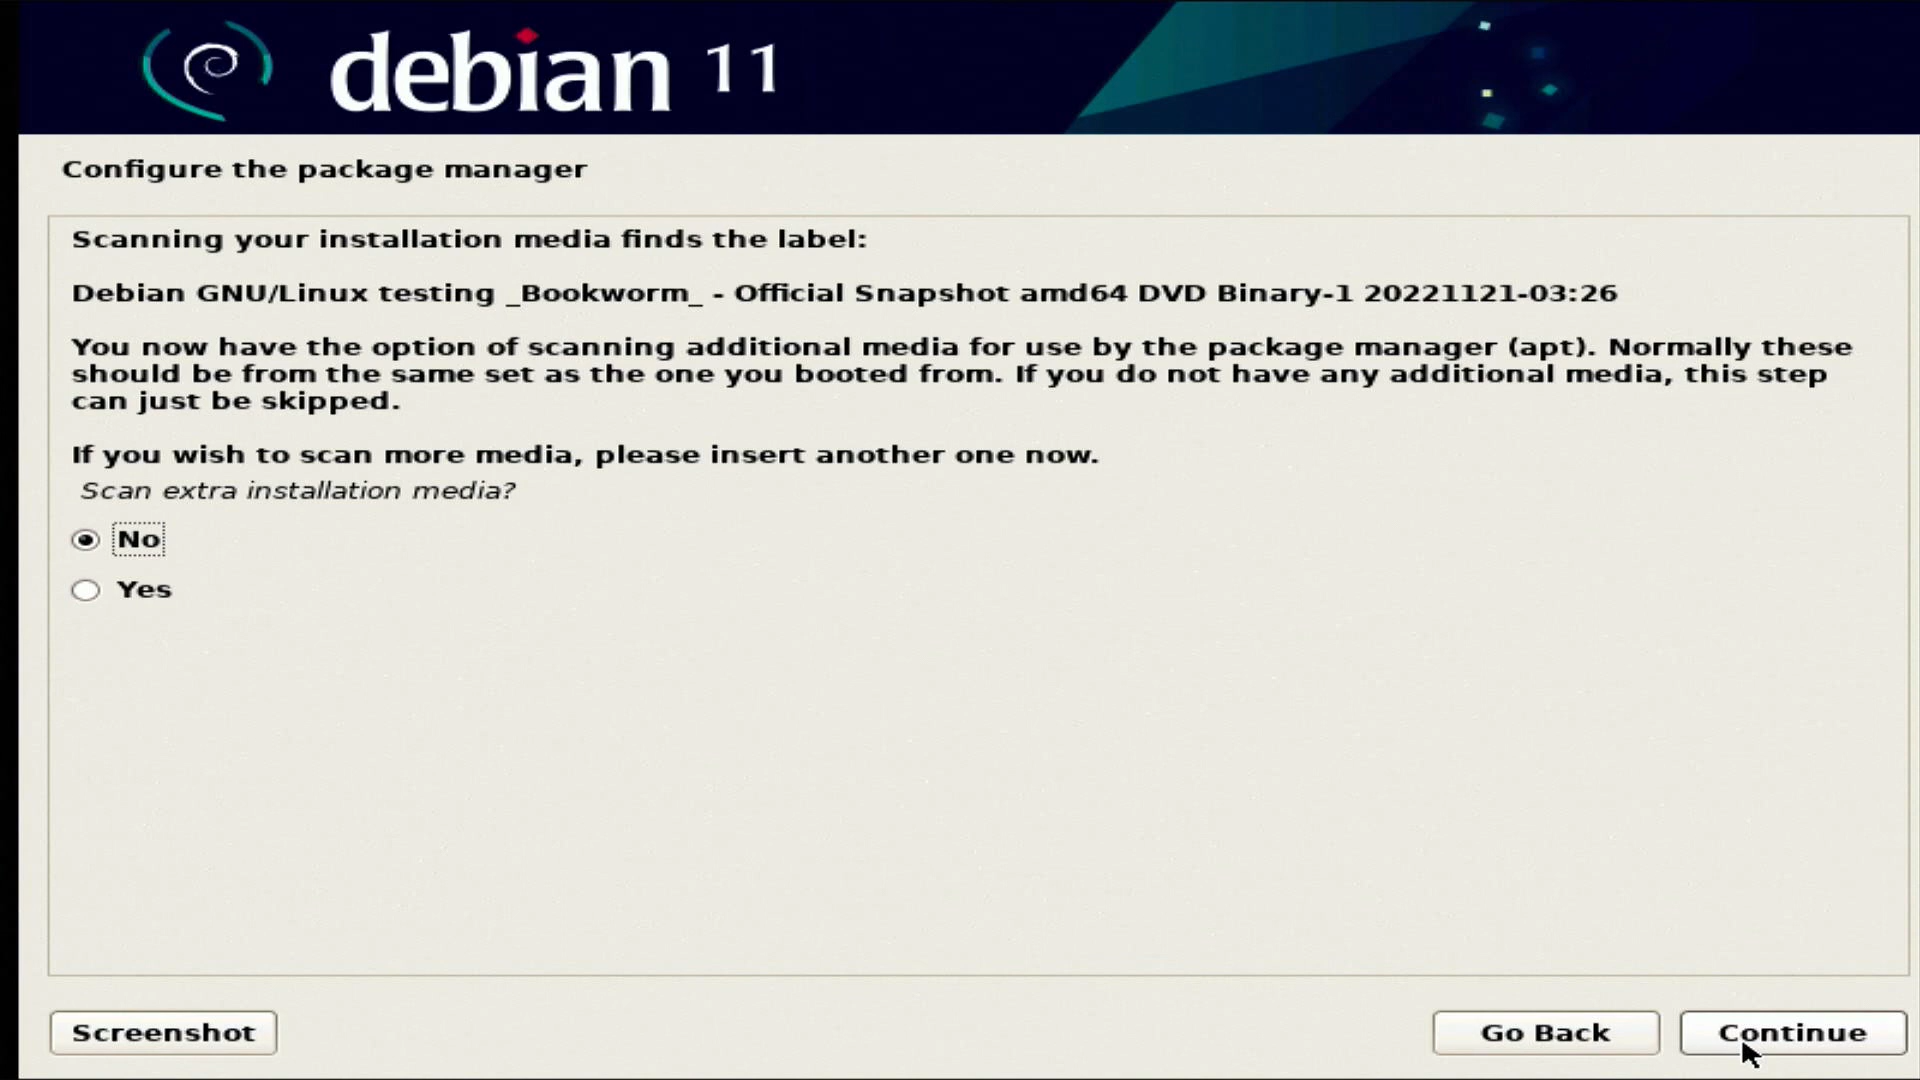 debian 11
Configure the package manager
Scanning your installation media finds the label:
Debian GNU/Linux testing _Bookworm_ - Official Snapshot amd64 DVD Binary-1 20221121-03:26
You now have the option of scanning additional media for use by the package manager (apt). Normally these
should be from the same set as the one you booted from. If you do not have any additional media, this step
can just be skipped.
If you wish to scan more media, please insert another one now.
Scan extra installation media?
No
Yes
Screenshot
Go Back
Continue